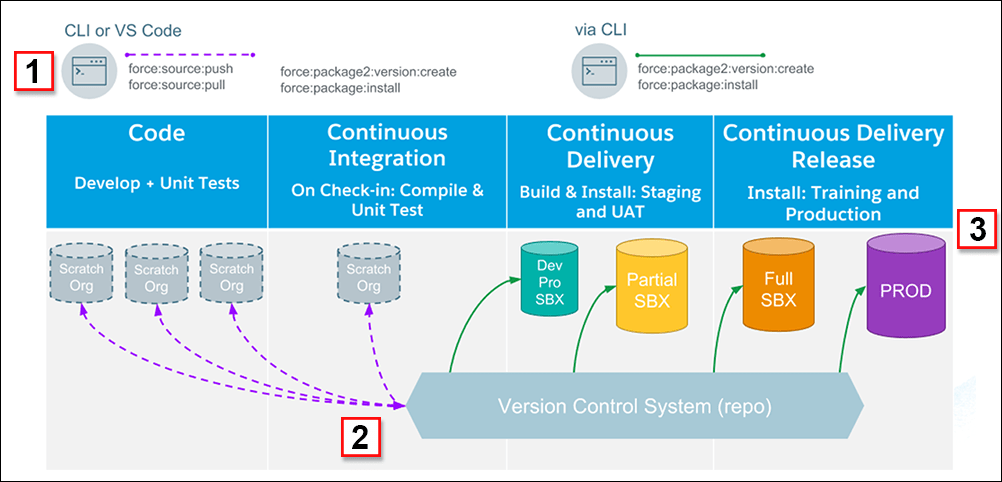 CLI or VS Code
via CLI
1
>_
force:source:push
force:source:pull
force:package2:version:create
force:package:install
>_
force:package2:version:create
force:package:install
Code
Develop + Unit Tests
Continuous
Integration
On Check-in: Compile &
Unit Test
Continuous
Delivery
Build & Install: Staging
and UAT
Continuous Delivery
Release
Install: Training and
Production
3
Scratch
Org
Scratch
Org
Scratch
Org
Scratch
Org
Dev
Pro
SBX
Partial
SBX
Full
SBX
PROD
Version Control System (repo)
2